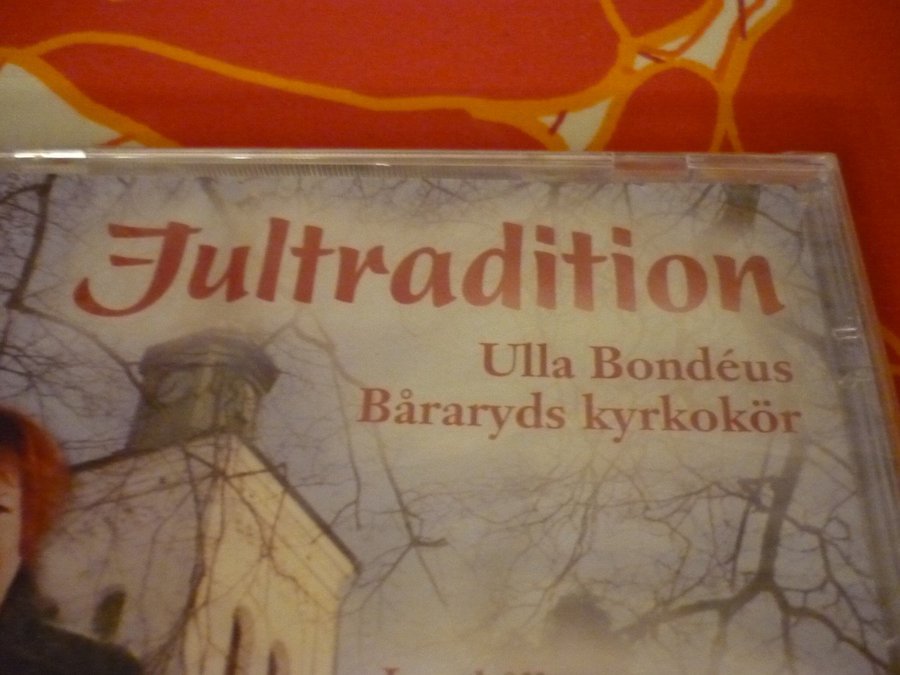 Jultradition
Ulla Bondéus
Båraryds kyrkokör